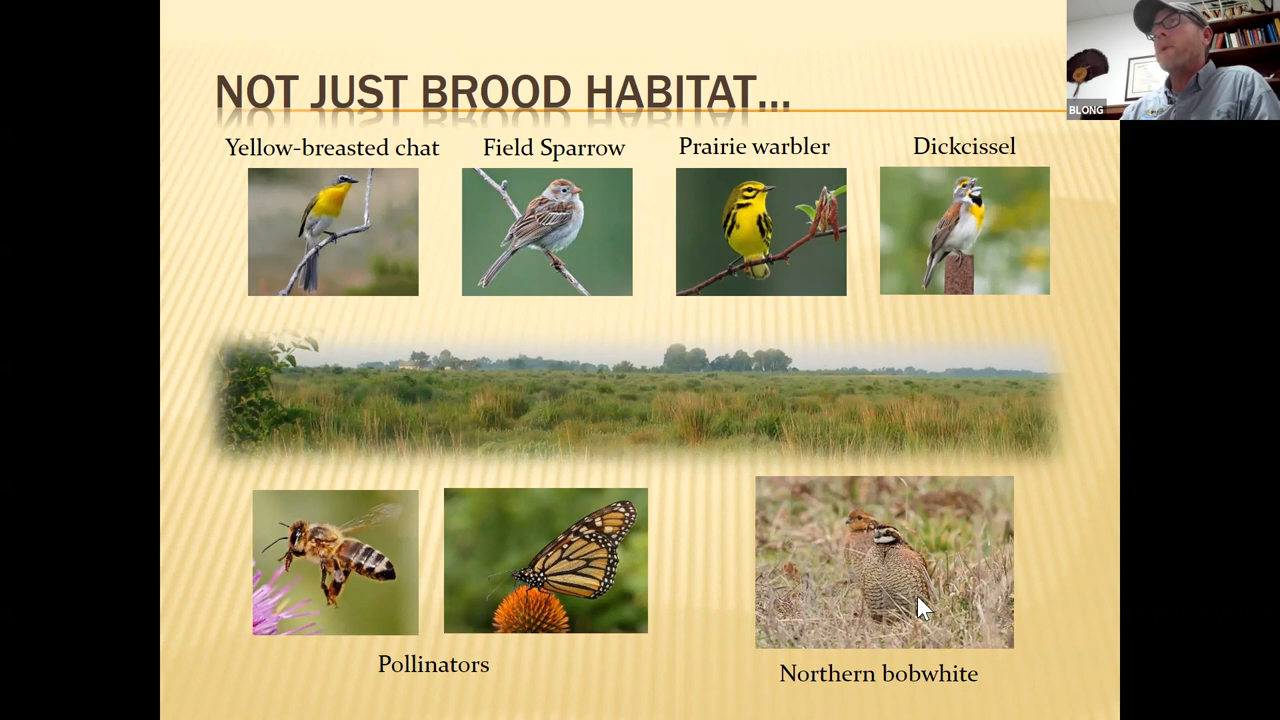 NOT JUST BROOD HABITAT...
BLONG
Yellow-breasted chat
Field Sparrow
Prairie warbler
Dickcissel
Pollinators
Northern bobwhite